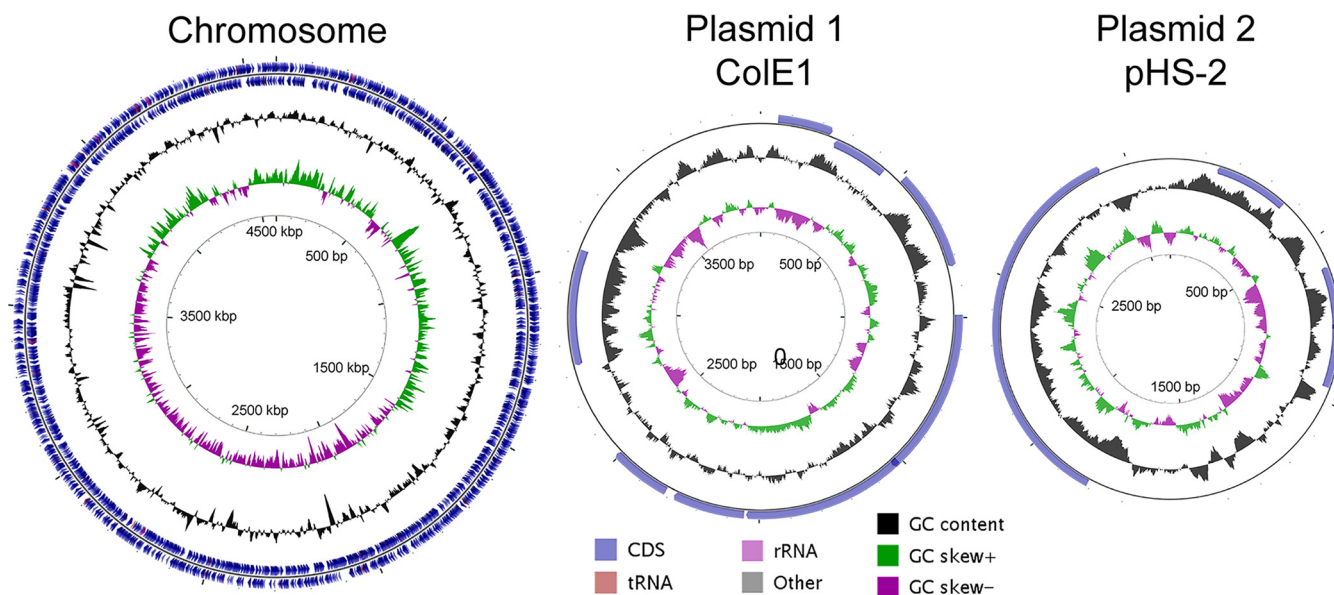 Chromosome
Plasmid 1
ColE1
Plasmid 2
pHS-2
4500 kbp
500 bp
3500 kbp
1500 kbp
2500 kbp
3500 bp
500 bp
0
2500 bp
1500 bp
2500 bp
500 bp
1500 bp
CDS
tRNA
rRNA
Other
GC content
GC skew+
GC skew−